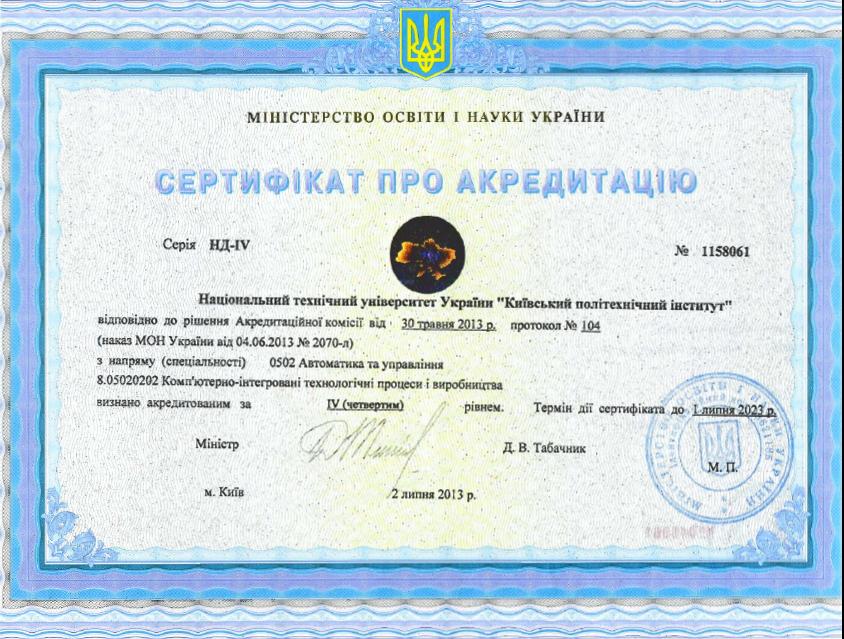 МІНІСТЕРСТВО ОСВІТИ І НАУКИ УКРАЇНИ
СЕРТИФІКАТ ПРО АКРЕДИТАЦІЮ
Серія НД-IV № 1158061
Національний технічний університет України "Київський політехнічний інститут"
відповідно до рішення Акредитаційної комісії від 30 травня 2013 р. протокол № 104
(наказ МОН України від 04.06.2013 № 2070-л)
з напряму (спеціальності) 0502 Автоматика та управління
8.05020202 Комп'ютерно-інтегровані технологічні процеси і виробництва
визнано акредитованим за IV (четвертим) рівнем. Термін дії сертифіката до 1 липня 2023 р.
Міністр Д. В. Табачник
М. П.
м. Київ 2 липня 2013 р.
МІНІСТЕРСТВО ОСВІТИ І НАУКИ УКРАЇНИ